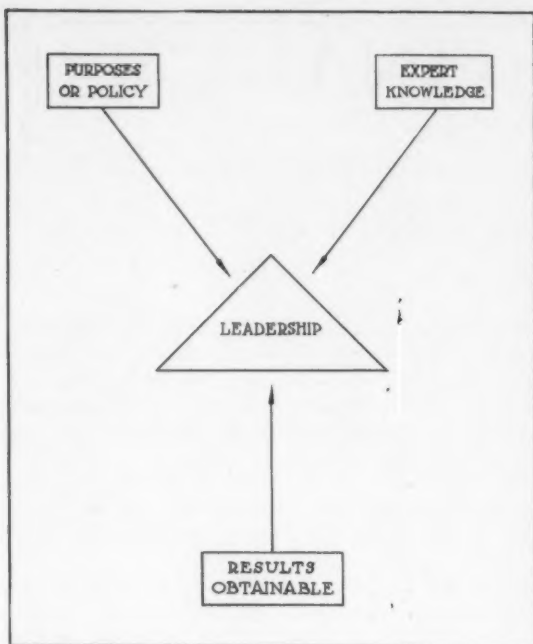 PURPOSES
OR POLICY
EXPERT
KNOWLEDGE
LEADERSHIP
RESULTS
OBTAINABLE